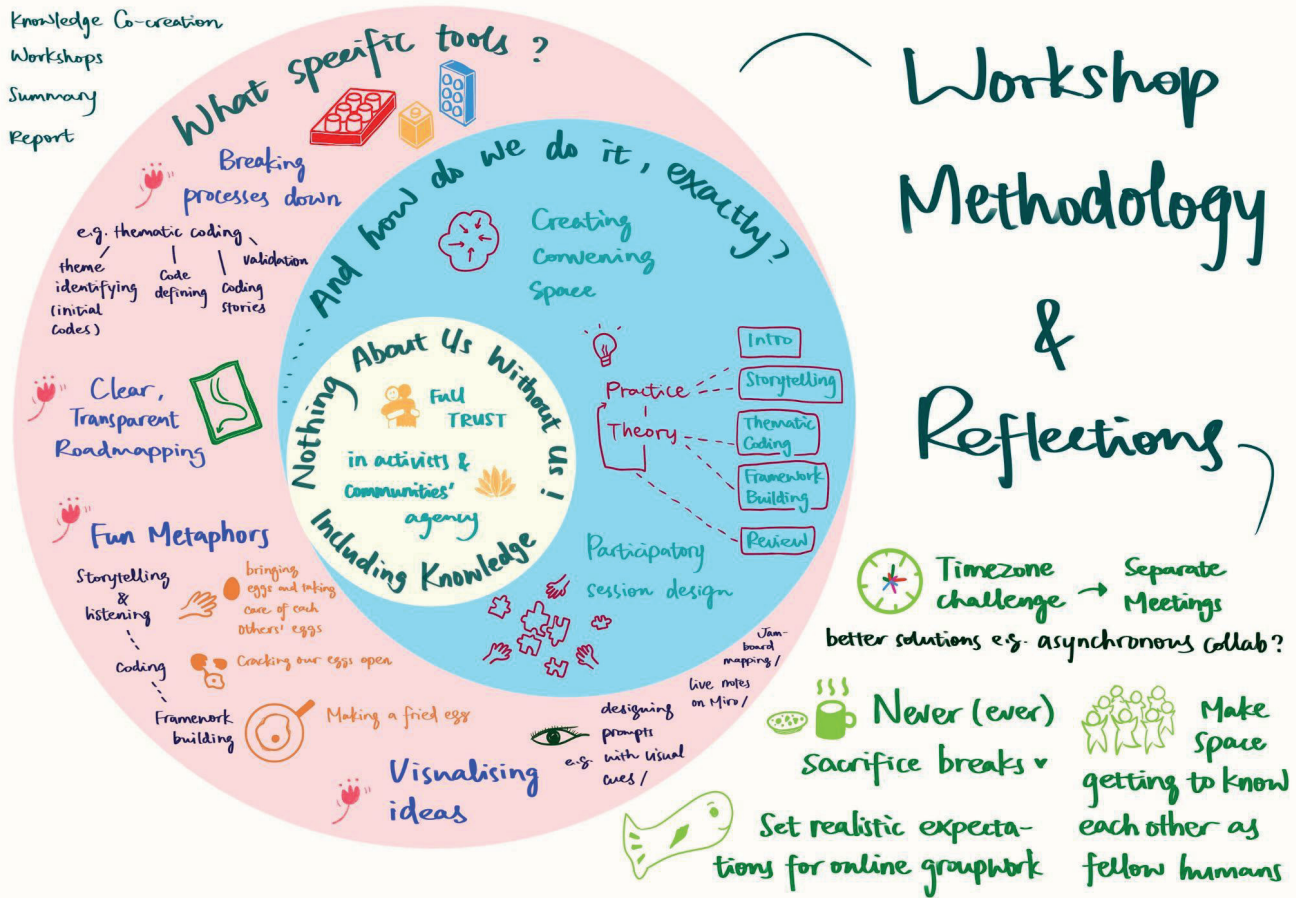 Knowledge Co-creation
Workshops
Summary
Report
Workshop
Methodology
&
Reflections
What specific tools?
Breaking
processes down
e.g. thematic coding
theme
identifying
(initial
codes)
Code
defining
Coding
stories
validation
Clear,
Transparent
Roadmapping
Fun Metaphors
Storytelling
&
listening
bringing
eggs and taking
care of each
others' eggs
Coding
Cracking our eggs open
Framework
building
Making a fried egg
Visualising
ideas
designing
prompts
e.g. with visual
cues/
live notes
on Miro/
Jam-
board
mapping/
....... And how do we do it, exactly?
Creating
Convening
Space
Practice
Theory
Intro
Storytelling
Thematic
Coding
Framework
Building
Review
Participatory
session design
Nothing About Us Without Us!
Including Knowledge
Full
TRUST
in activists &
communities'
agency
Timezone
challenge → Separate
Meetings
better solutions e.g. asynchronous collab?
Never (ever)
sacrifice breaks ♥
Make
space
getting to know
each other as
fellow humans
Set realistic expecta-
tions for online groupwork